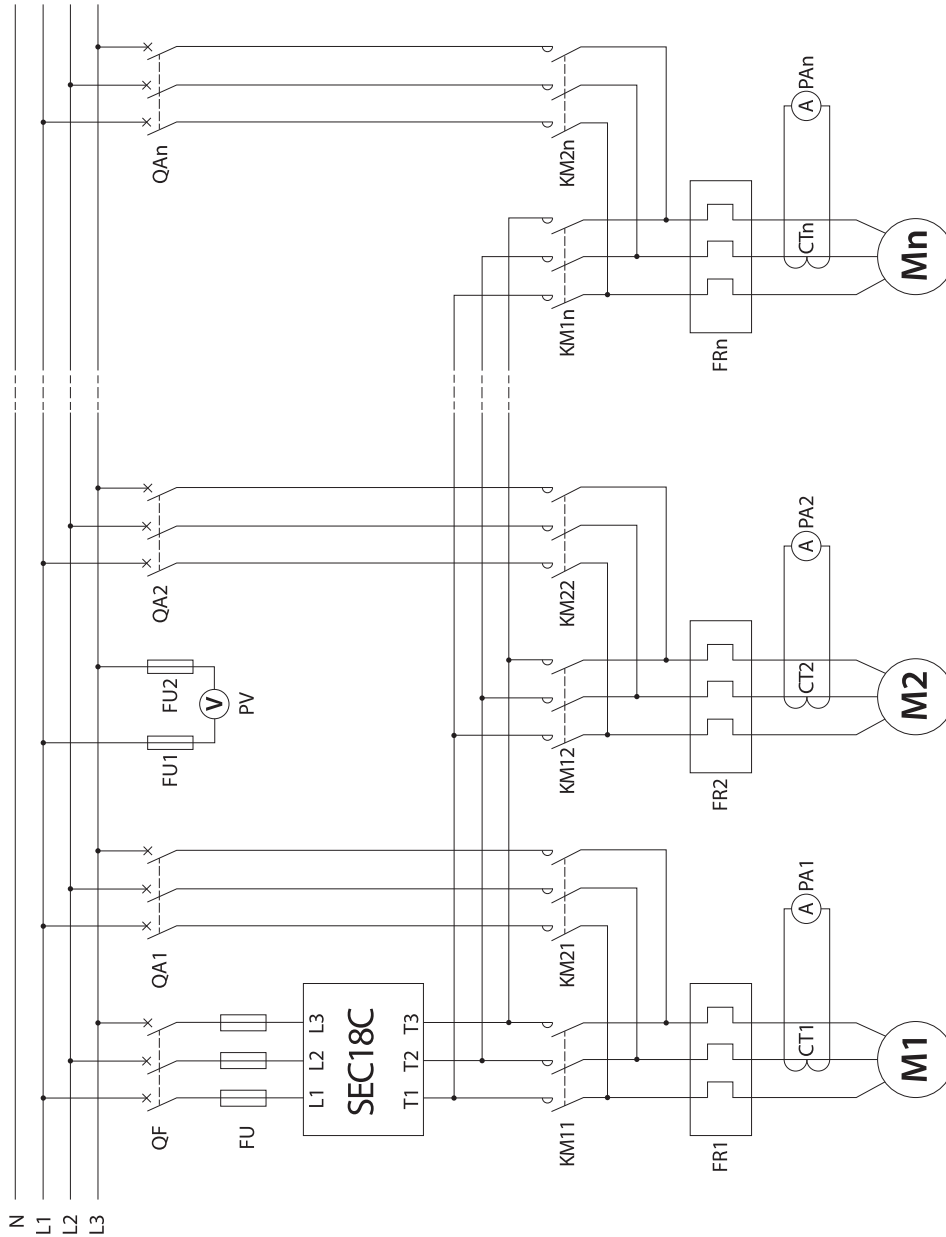 N
L1
L2
L3
QF
QA1
QA2
QAn
FU
FU1
FU2
V
PV
L1
L2
L3
SEC18C
T1
T2
T3
KM11
KM21
KM12
KM22
KM1n
KM2n
FR1
FR2
FRn
CT1
A
PA1
CT2
A
PA2
CTn
A
PAn
M1
M2
Mn